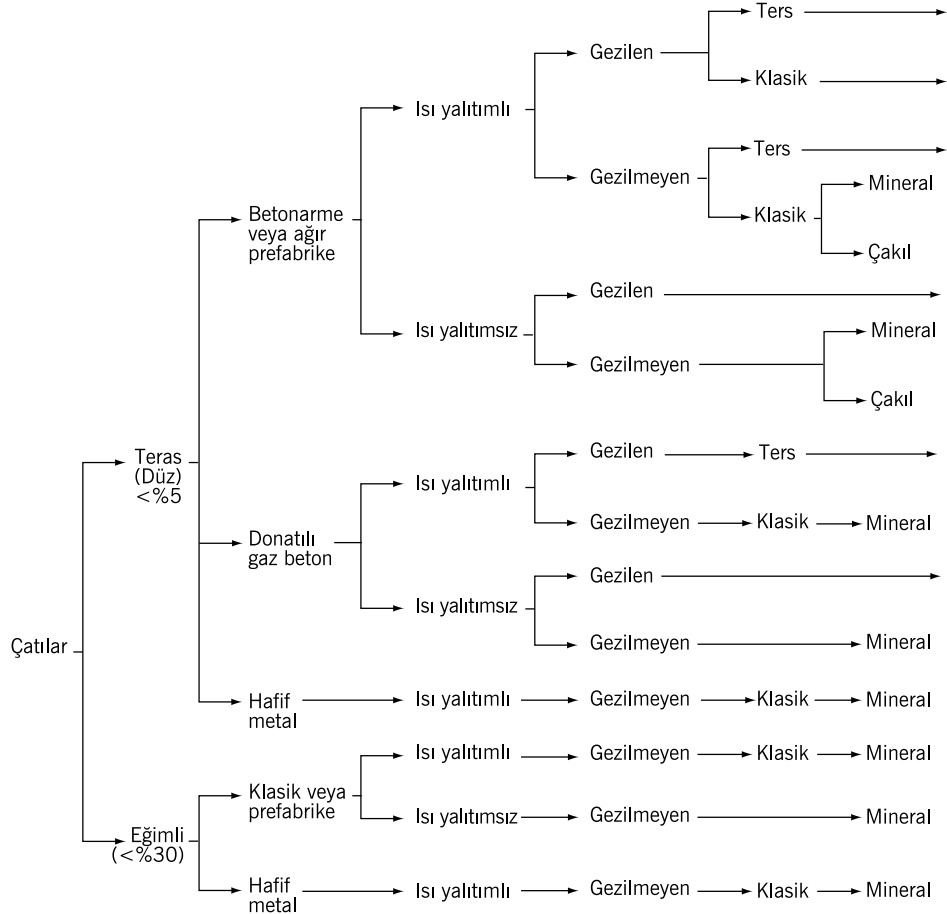 Ters
Gezilen
Klasik
Isı yalıtımlı
Ters
Gezilmeyen
Mineral
Klasik
Betonarme
veya ağır
prefabrike
Çakıl
Gezilen
Isı yalıtımsız
Mineral
Gezilmeyen
Çakıl
Teras
(Düz)
<%5
Gezilen
Ters
Isı yalıtımlı
Gezilmeyen
Klasik
Mineral
Donatılı
gaz beton
Gezilen
Isı yalıtımsız
Gezilmeyen
Mineral
Çatılar
Hafif
metal
Isı yalıtımlı
Gezilmeyen
Klasik
Mineral
Isı yalıtımlı
Gezilmeyen
Klasik
Mineral
Klasik veya
prefabrike
Isı yalıtımsız
Gezilmeyen
Mineral
Eğimli
(<%30)
Hafif
metal
Isı yalıtımlı
Gezilmeyen
Klasik
Mineral